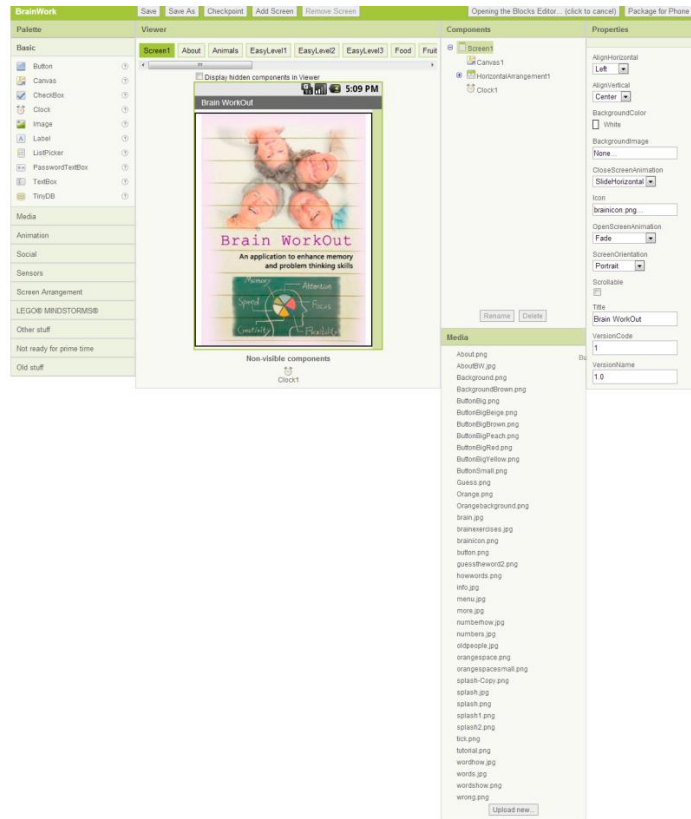 BrainWork
Save Save As Checkpoint Add Screen Remove Screen
Opening the Blocks Editor... (click to cancel) Package for Phone
Palette
Basic
Button
Canvas
CheckBox
Clock
Image
Label
ListPicker
PasswordTextBox
TextBox
TinyDB
Media
Animation
Social
Sensors
Screen Arrangement
LEGO® MINDSTORMS®
Other stuff
Not ready for prime time
Old stuff
Viewer
Screen1 About Animals EasyLevel1 EasyLevel2 EasyLevel3 Food Fruit
Display hidden components in Viewer
5:09 PM
Brain WorkOut
Brain WorkOut
An application to enhance memory
and problem thinking skills
Memory
Attention
Speed
Focus
Creativity
Non-visible components
Clock1
Components
Screen1
Canvas1
HorizontalArrangement1
Clock1
Rename Delete
Media
About.png
AboutBW.jpg
Background.png
BackgroundBrown.png
ButtonBig.png
ButtonBigBeige.png
ButtonBigBrown.png
ButtonBigPeach.png
ButtonBigRed.png
ButtonBigYellow.png
ButtonSmall.png
Guess.png
Orange.png
Orangebackground.png
brain.jpg
brainexercises.jpg
brainicon.png
button.png
guesstheword2.png
howwords.png
info.jpg
menu.jpg
more.jpg
numberhow.jpg
numbers.jpg
oldpeople.jpg
orangespace.png
orangespacesmall.png
splash-Copy.png
splash.jpg
splash.png
splash1.png
splash2.png
tick.png
tutorial.png
wordhow.jpg
words.jpg
wordshow.png
wrong.png
Upload new...
Bu
Properties
AlignHorizontal
Left
AlignVertical
Center
BackgroundColor
White
BackgroundImage
None...
CloseScreenAnimation
SlideHorizontal
Icon
brainicon.png...
OpenScreenAnimation
Fade
ScreenOrientation
Portrait
Scrollable
Title
Brain WorkOut
VersionCode
1
VersionName
1.0